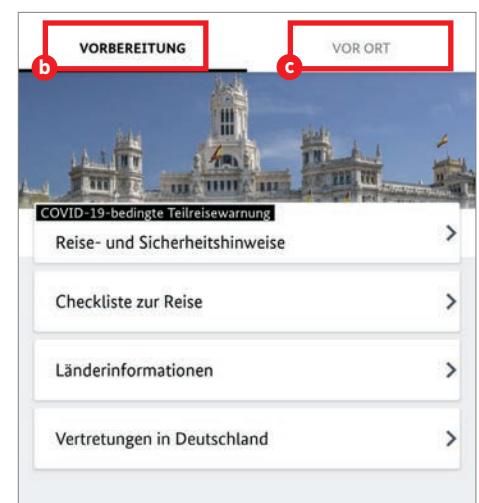 VORBEREITUNG
VOR ORT
b
c
COVID-19-bedingte Teilreisewarnung
Reise- und Sicherheitshinweise
Checkliste zur Reise
Länderinformationen
Vertretungen in Deutschland